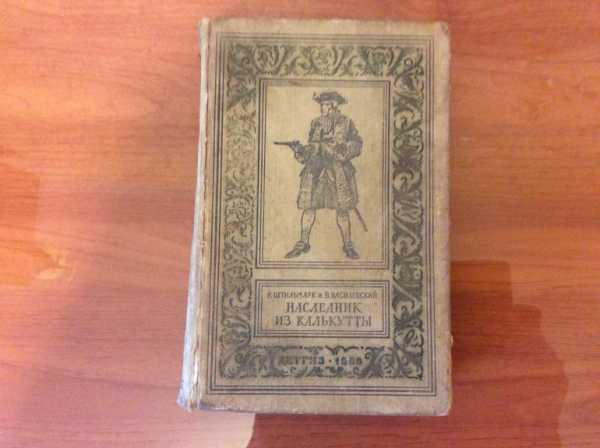 Р. ШТИЛЬМАРК и В. ВАСИЛЕВСКИЙ
НАСЛЕДНИК
ИЗ КАЛЬКУТТЫ
ДЕТГИЗ • 1958